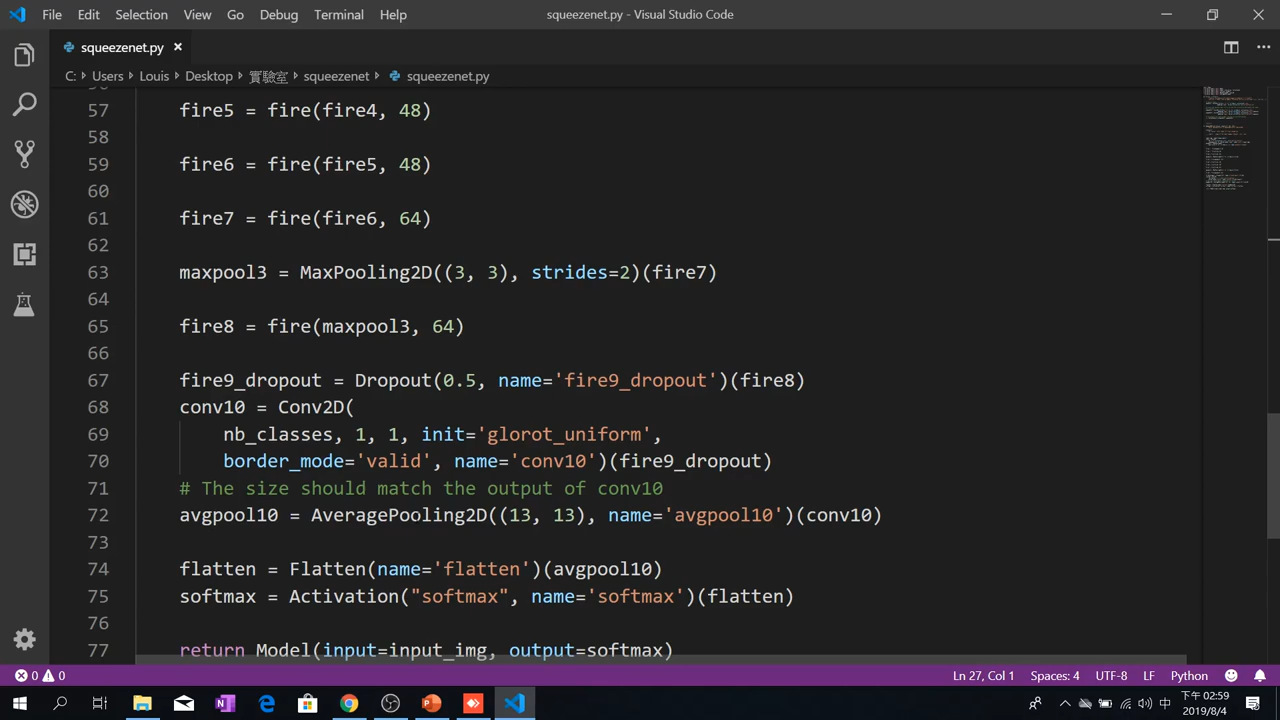 File Edit Selection View Go Debug Terminal Help squeezenet.py - Visual Studio Code
squeezenet.py
C: Users Louis Desktop 實驗室 squeezenet squeezenet.py
57 fire5 = fire(fire4, 48)
58
59 fire6 = fire(fire5, 48)
60
61 fire7 = fire(fire6, 64)
62
63 maxpool3 = MaxPooling2D((3, 3), strides=2)(fire7)
64
65 fire8 = fire(maxpool3, 64)
66
67 fire9_dropout = Dropout(0.5, name='fire9_dropout')(fire8)
68 conv10 = Conv2D(
69 nb_classes, 1, 1, init='glorot_uniform',
70 border_mode='valid', name='conv10')(fire9_dropout)
71 # The size should match the output of conv10
72 avgpool10 = AveragePooling2D((13, 13), name='avgpool10')(conv10)
73
74 flatten = Flatten(name='flatten')(avgpool10)
75 softmax = Activation("softmax", name='softmax')(flatten)
76
77 return Model(input=input_img, output=softmax)
0 0 Ln 27, Col 1 Spaces: 4 UTF-8 LF Python
中 下午 02:59
2019/8/4